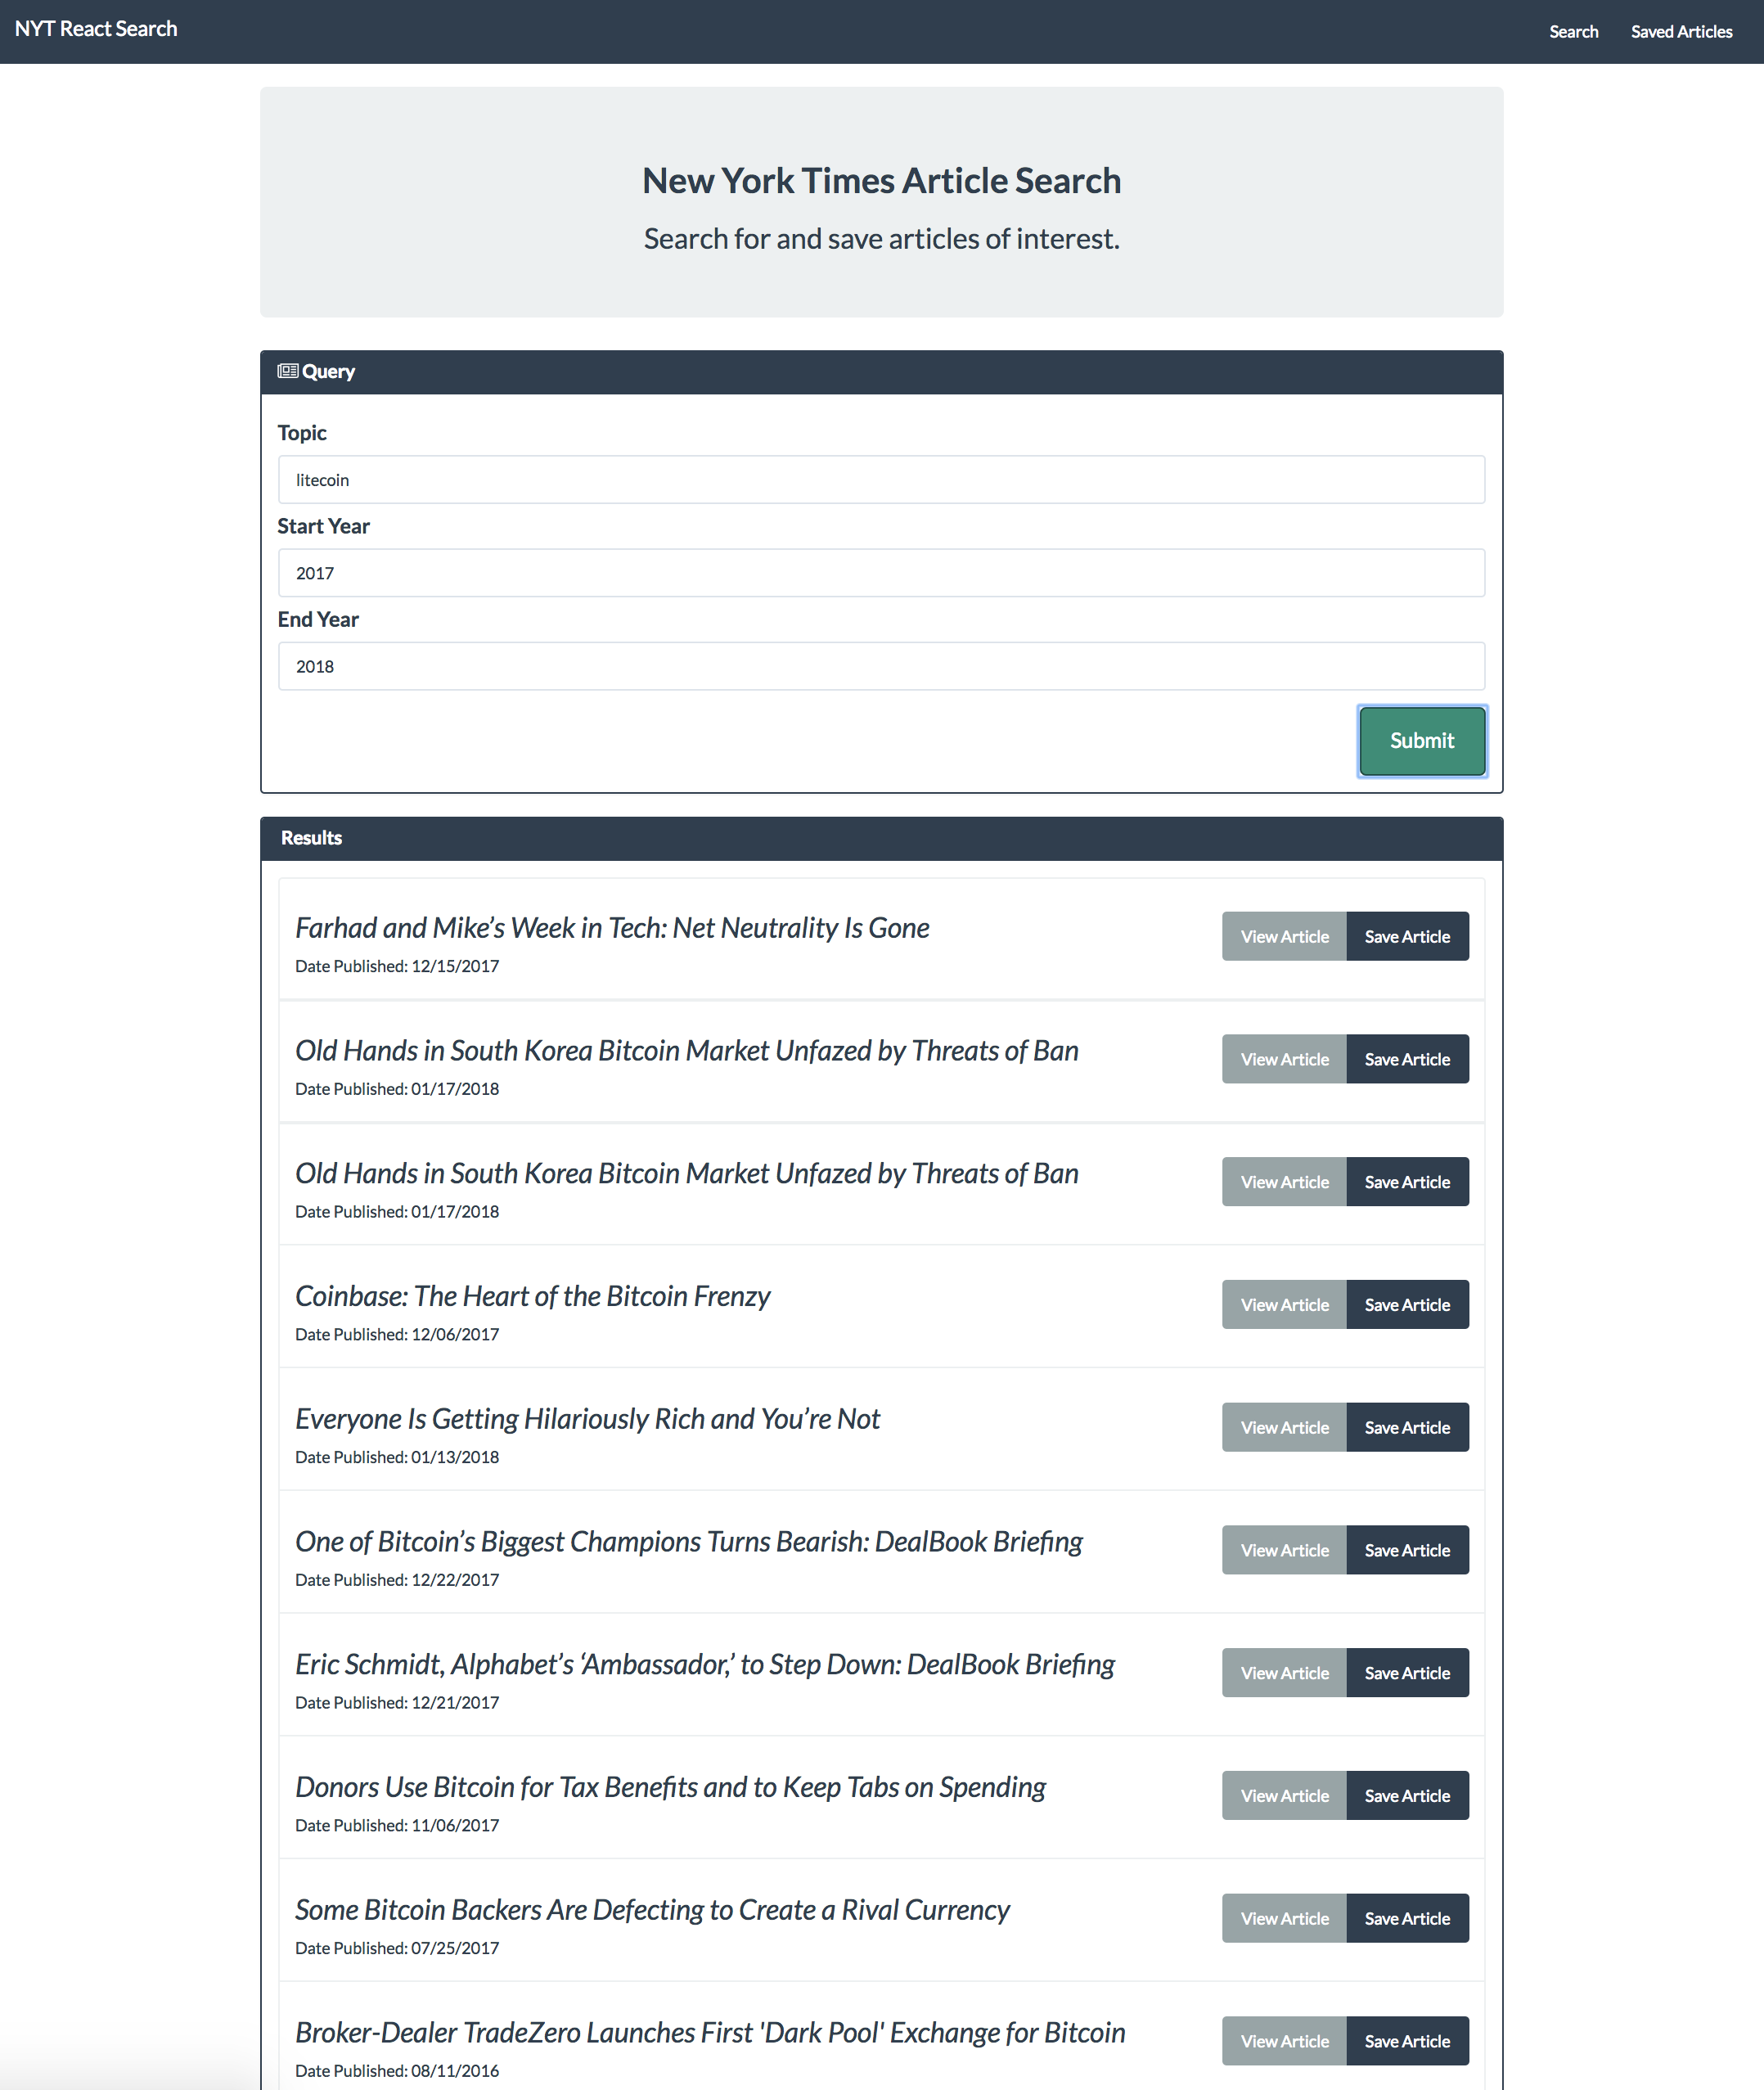 NYT React Search
Search
Saved Articles
New York Times Article Search
Search for and save articles of interest.
Query
Topic
litecoin
Start Year
2017
End Year
2018
Submit
Results
Farhad and Mike’s Week in Tech: Net Neutrality Is Gone
Date Published: 12/15/2017
View Article
Save Article
Old Hands in South Korea Bitcoin Market Unfazed by Threats of Ban
Date Published: 01/17/2018
View Article
Save Article
Old Hands in South Korea Bitcoin Market Unfazed by Threats of Ban
Date Published: 01/17/2018
View Article
Save Article
Coinbase: The Heart of the Bitcoin Frenzy
Date Published: 12/06/2017
View Article
Save Article
Everyone Is Getting Hilariously Rich and You’re Not
Date Published: 01/13/2018
View Article
Save Article
One of Bitcoin’s Biggest Champions Turns Bearish: DealBook Briefing
Date Published: 12/22/2017
View Article
Save Article
Eric Schmidt, Alphabet’s ‘Ambassador,’ to Step Down: DealBook Briefing
Date Published: 12/21/2017
View Article
Save Article
Donors Use Bitcoin for Tax Benefits and to Keep Tabs on Spending
Date Published: 11/06/2017
View Article
Save Article
Some Bitcoin Backers Are Defecting to Create a Rival Currency
Date Published: 07/25/2017
View Article
Save Article
Broker-Dealer TradeZero Launches First 'Dark Pool' Exchange for Bitcoin
Date Published: 08/11/2016
View Article
Save Article